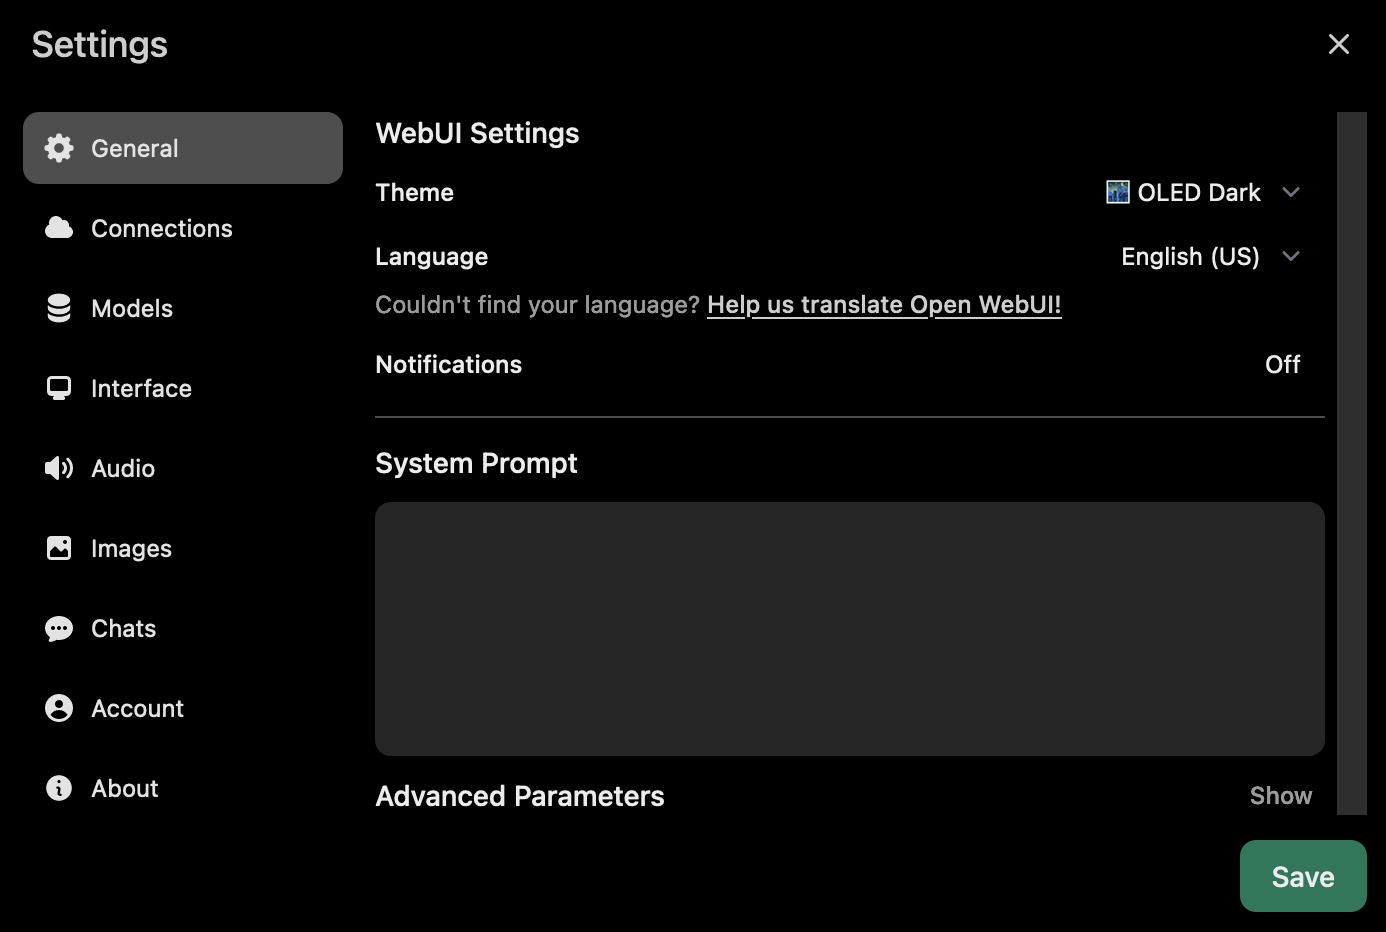 Settings
General
Connections
Models
Interface
Audio
Images
Chats
Account
About
WebUI Settings
Theme
OLED Dark
Language
English (US)
Couldn't find your language? Help us translate Open WebUI!
Notifications
Off
System Prompt
Advanced Parameters
Show
Save